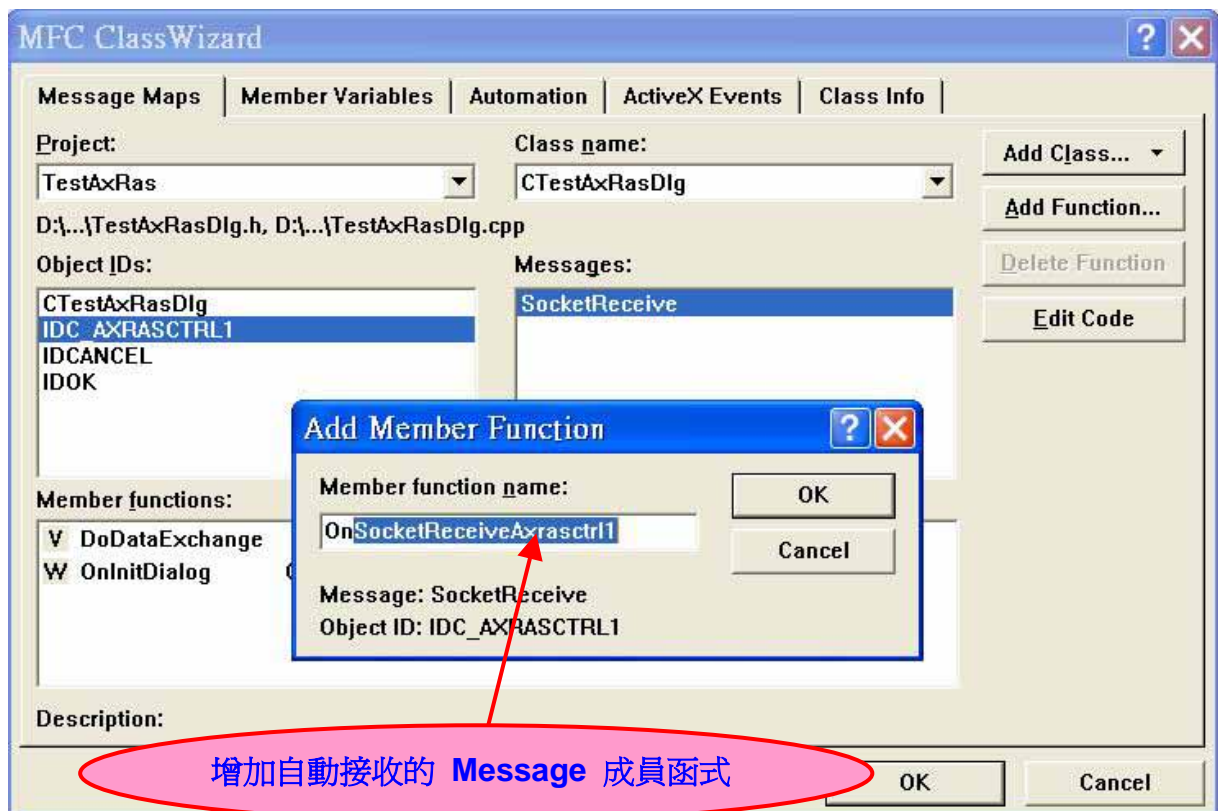 MFC ClassWizard
Message Maps
Member Variables
Automation
ActiveX Events
Class Info
Project:
TestAxRas
Class name:
CTestAxRasDlg
Add Class...
Add Function...
Delete Function
Edit Code
D:\...\TestAxRasDlg.h, D:\...\TestAxRasDlg.cpp
Object IDs:
CTestAxRasDlg
IDC_AXRASCTRL1
IDCANCEL
IDOK
Messages:
SocketReceive
Member functions:
V DoDataExchange
W OnInitDialog
Add Member Function
Member function name:
OnSocketReceiveAxrasctrl1
OK
Cancel
Message: SocketReceive
Object ID: IDC_AXRASCTRL1
Description:
增加自動接收的 Message 成員函式
OK
Cancel